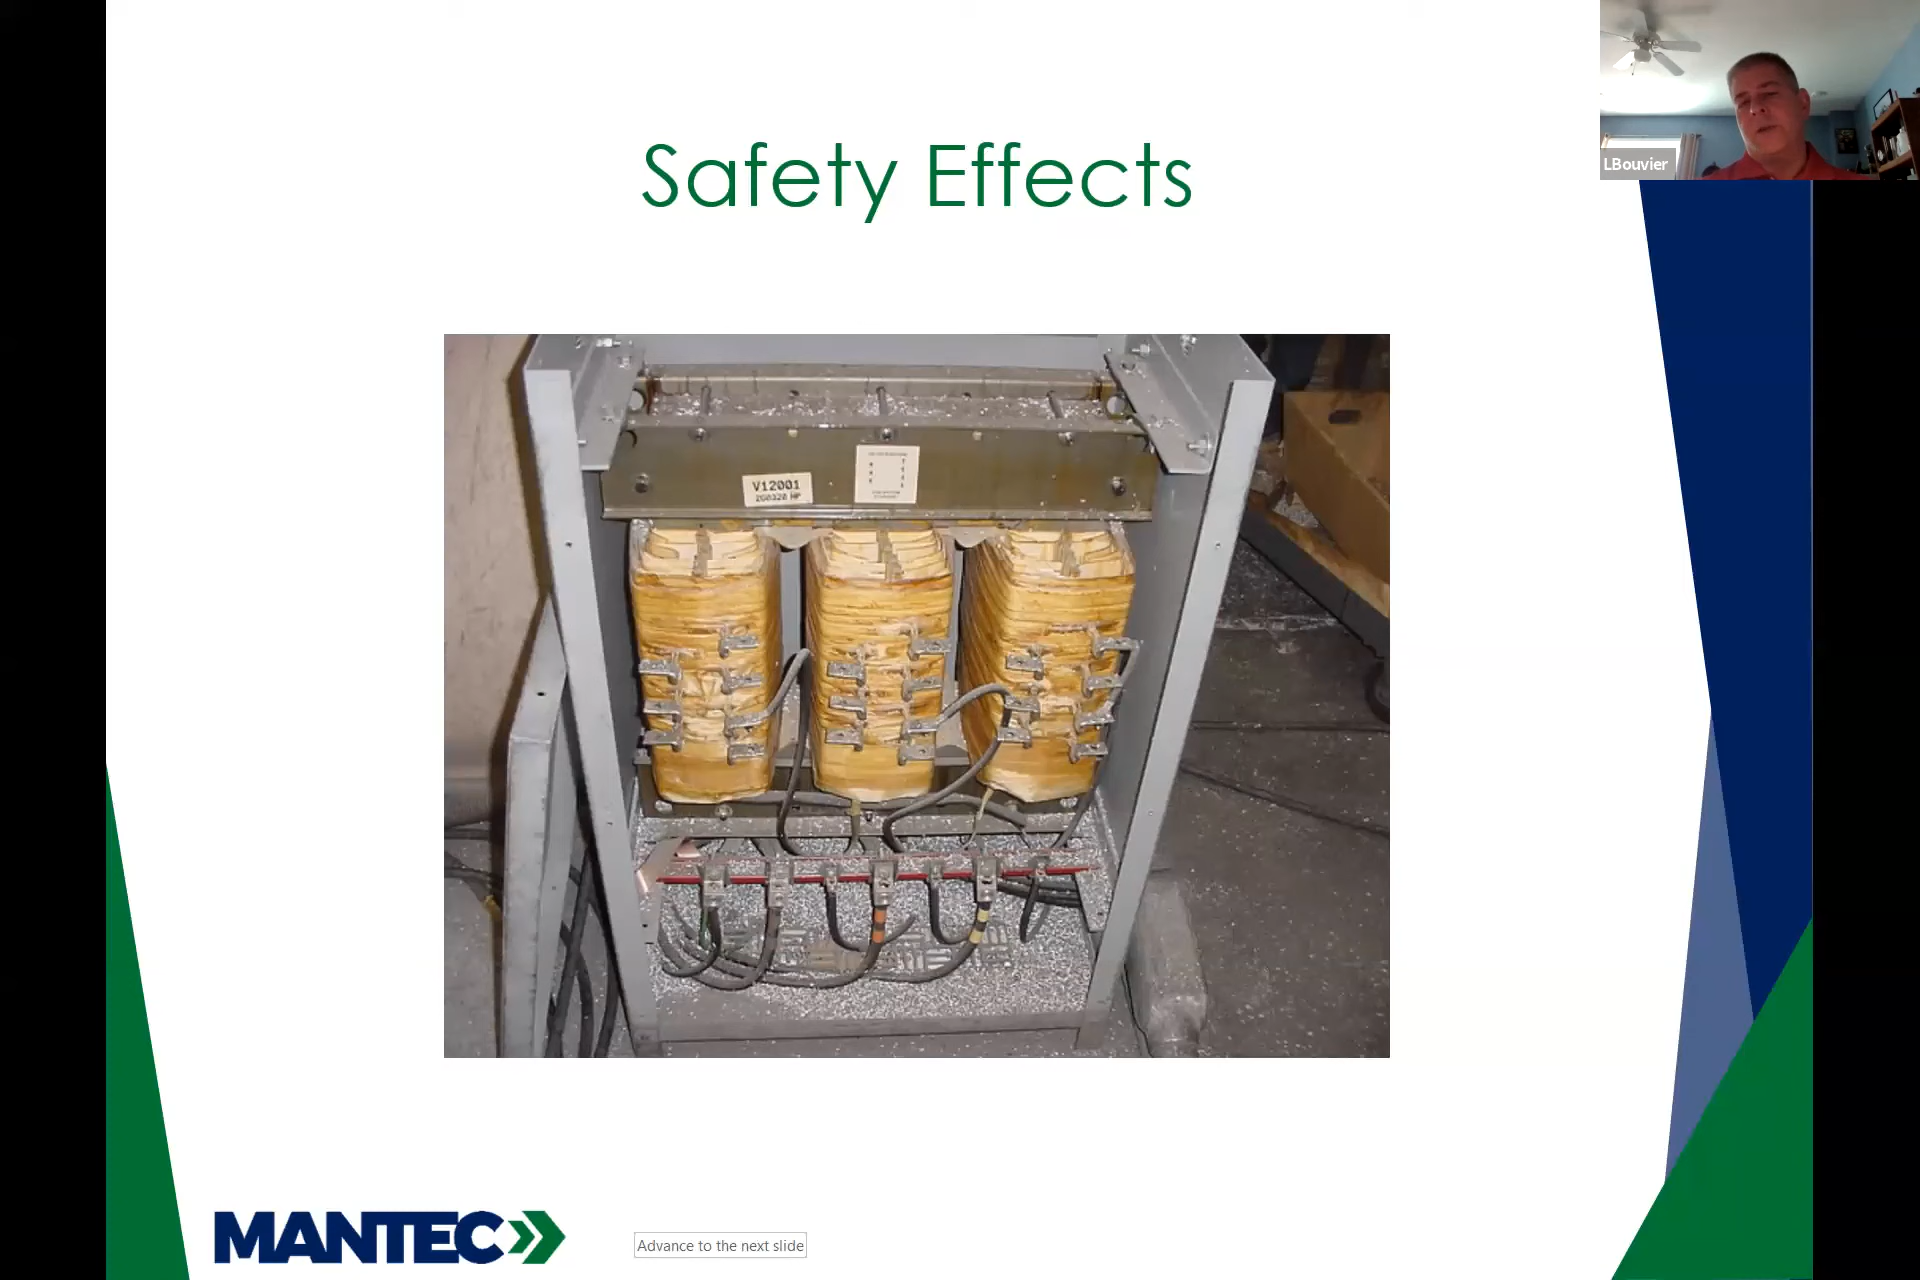 Safety Effects
LBouvier
V12001
MANTEC
Advance to the next slide